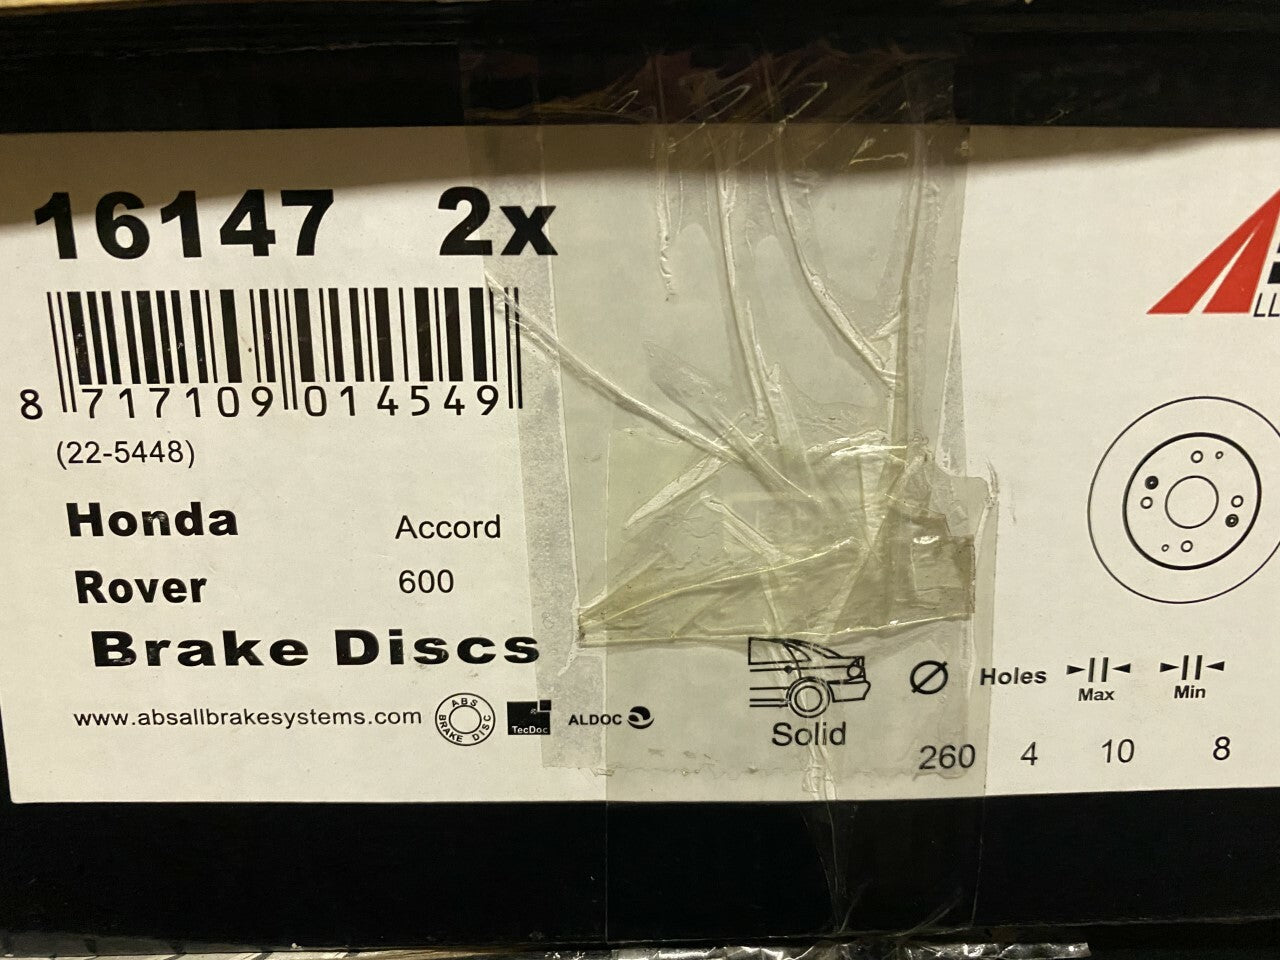 16147 2x
8 717109 014549
(22-5448)
Honda Accord
Rover 600
Brake Discs
www.absallbrakesystems.com
ABS BRAKE DISC
TecDoc
ALDOC
Solid
Ø Holes Max Min
260 4 10 8